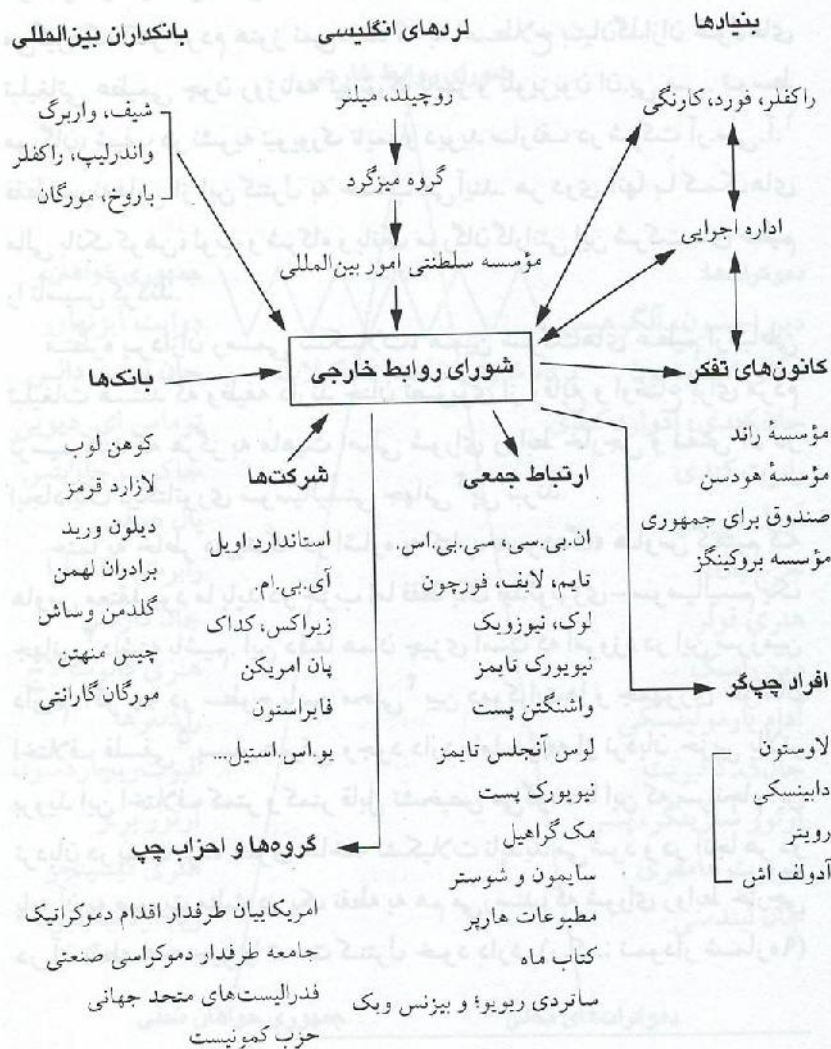 بنیادها
راکفلر، فورد، کارنگی
اداره اجرایی
کانون‌های تفکر
مؤسسهٔ راند
مؤسسهٔ هودسن
صندوق برای جمهوری
مؤسسه بروکینگز
لردهای انگلیسی
روچیلد، میلنر
گروه میزگرد
مؤسسه سلطنتی امور بین‌المللی
شورای روابط خارجی
بانکداران بین‌المللی
شیف، واربرگ
واندرلیپ، راکفلر
باروخ، مورگان
بانک‌ها
کوهن لوب
لازارد قرمز
دیلون ورید
برادران لهمن
گلدمن وساش
چیس منهتن
مورگان گارانتی
شرکت‌ها
استاندارد اویل
آی.بی.ام
زیراکس، کداک
پان امریکن
فایراستون
یو.اس.استیل...
ارتباط جمعی
ان.بی.سی، سی.بی.اس.
تایم، لایف، فورچون
لوک، نیوزویک
نیویورک تایمز
واشنگتن پست
لوس آنجلس تایمز
نیویورک پست
مک گراهیل
سایمون و شوستر
مطبوعات هارپر
کتاب ماه
ساتردی ریویو؛ و بیزنس ویک
افراد چپ‌گر
لاوستون
دابینسکی
رویتر
آدولف اش
گروه‌ها و احزاب چپ
امریکاییان طرفدار اقدام دموکراتیک
جامعه طرفدار دموکراسی صنعتی
فدرالیست‌های متحد جهانی
حزب کمونیست